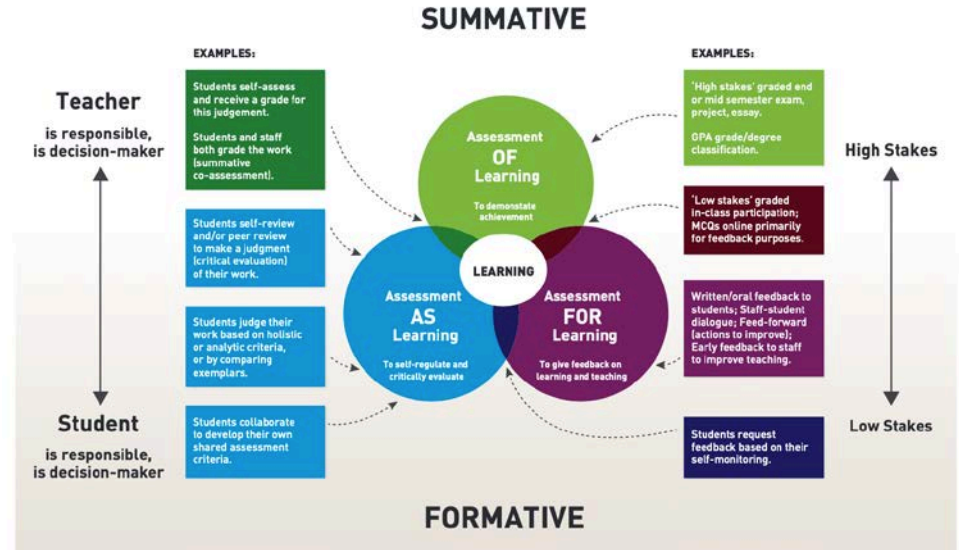 SUMMATIVE
EXAMPLES:
Students self-assess
and receive a grade for
this judgement.
Students and staff
both grade the work
(summative
co-assessment).
Students self-review
and/or peer review
to make a judgment
(critical evaluation)
of their work.
Students judge their
work based on holistic
or analytic criteria,
or by comparing
exemplars.
Students collaborate
to develop their own
shared assessment
criteria.
Teacher
is responsible,
is decision-maker
Student
is responsible,
is decision-maker
Assessment
OF
Learning
To demonstate
achievement
LEARNING
Assessment
AS
Learning
To self-regulate and
critically evaluate
Assessment
FOR
Learning
To give feedback on
learning and teaching
EXAMPLES:
'High stakes' graded end
or mid semester exam,
project, essay.
GPA grade/degree
classification.
'Low stakes' graded
in-class participation;
MCQs online primarily
for feedback purposes.
Written/oral feedback to
students; Staff-student
dialogue; Feed-forward
(actions to improve);
Early feedback to staff
to improve teaching.
Students request
feedback based on their
self-monitoring.
High Stakes
Low Stakes
FORMATIVE